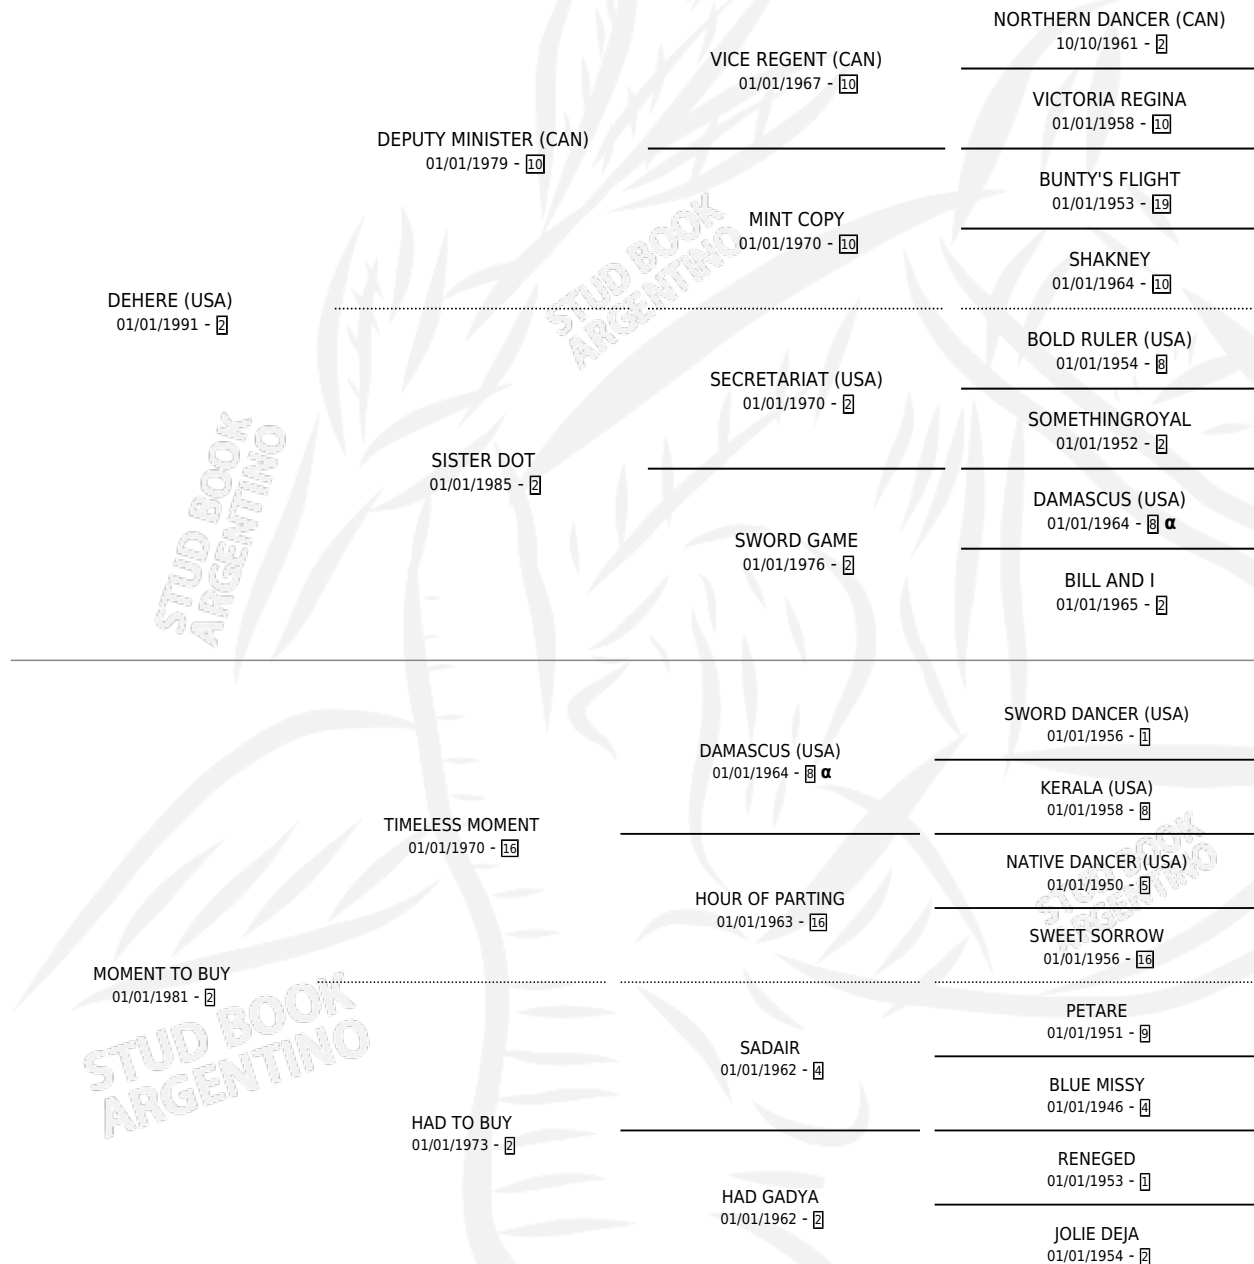 NORTHERN DANCER (CAN)
10/10/1961 - 2
VICE REGENT (CAN)
01/01/1967 - 10
VICTORIA REGINA
01/01/1958 - 10
DEPUTY MINISTER (CAN)
01/01/1979 - 10
BUNTY'S FLIGHT
01/01/1953 - 19
MINT COPY
01/01/1970 - 10
SHAKNEY
01/01/1964 - 10
DEHERE (USA)
01/01/1991 - 2
BOLD RULER (USA)
01/01/1954 - 8
SECRETARIAT (USA)
01/01/1970 - 2
SOMETHINGROYAL
01/01/1952 - 2
SISTER DOT
01/01/1985 - 2
DAMASCUS (USA)
01/01/1964 - 8 α
SWORD GAME
01/01/1976 - 2
BILL AND I
01/01/1965 - 2
SWORD DANCER (USA)
01/01/1956 - 1
DAMASCUS (USA)
01/01/1964 - 8 α
KERALA (USA)
01/01/1958 - 8
TIMELESS MOMENT
01/01/1970 - 16
NATIVE DANCER (USA)
01/01/1950 - 5
HOUR OF PARTING
01/01/1963 - 16
SWEET SORROW
01/01/1956 - 16
MOMENT TO BUY
01/01/1981 - 2
PETARE
01/01/1951 - 9
SADAIR
01/01/1962 - 4
BLUE MISSY
01/01/1946 - 4
HAD TO BUY
01/01/1973 - 2
RENEGED
01/01/1953 - 1
HAD GADYA
01/01/1962 - 2
JOLIE DEJA
01/01/1954 - 2
STUD BOOK
ARGENTINO
STUD BOOK
ARGENTINO
STUD BOOK
ARGENTINO
STUD BOOK
ARGENTINO